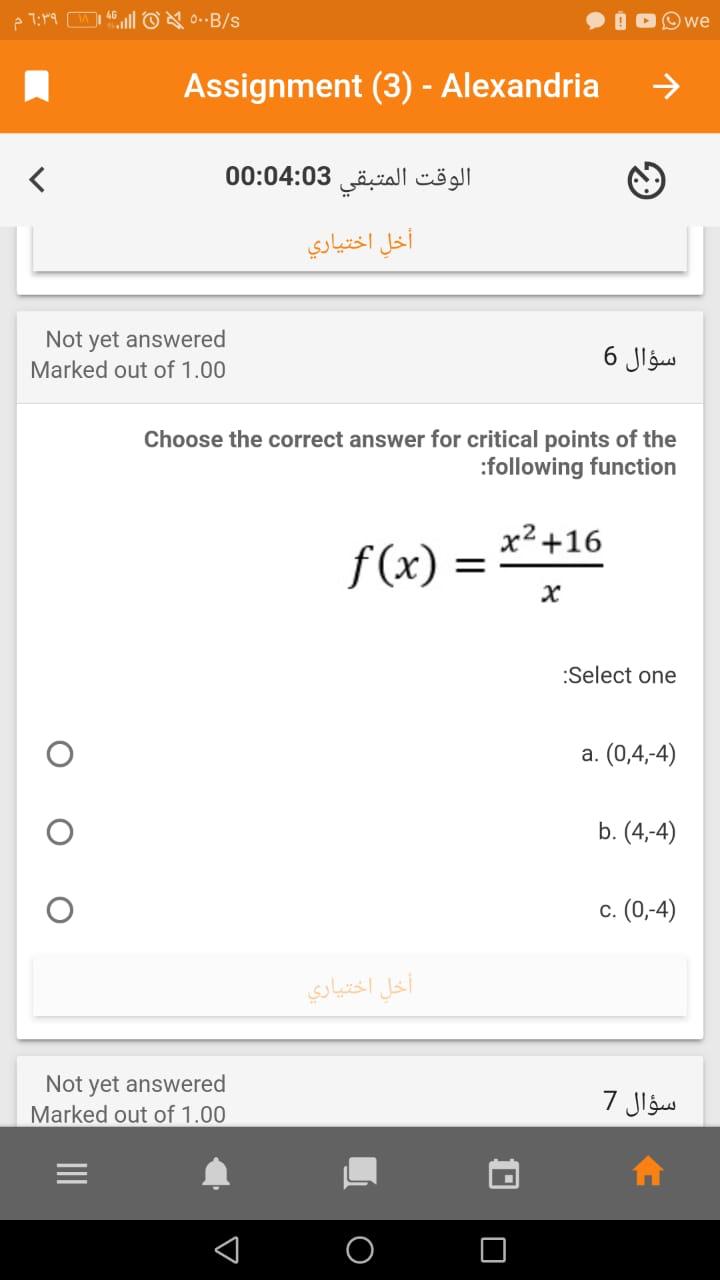 م ٦:٣٩ ١٨ 4G ٥٠٠B/s we
Assignment (3) - Alexandria
الوقت المتبقي 00:04:03
أخلِ اختياري
Not yet answered
Marked out of 1.00
سؤال 6
Choose the correct answer for critical points of the
:following function
f(x) = \frac{x^2+16}{x}
:Select one
a. (0,4,-4)
b. (4,-4)
c. (0,-4)
أخلِ اختياري
Not yet answered
Marked out of 1.00
سؤال 7